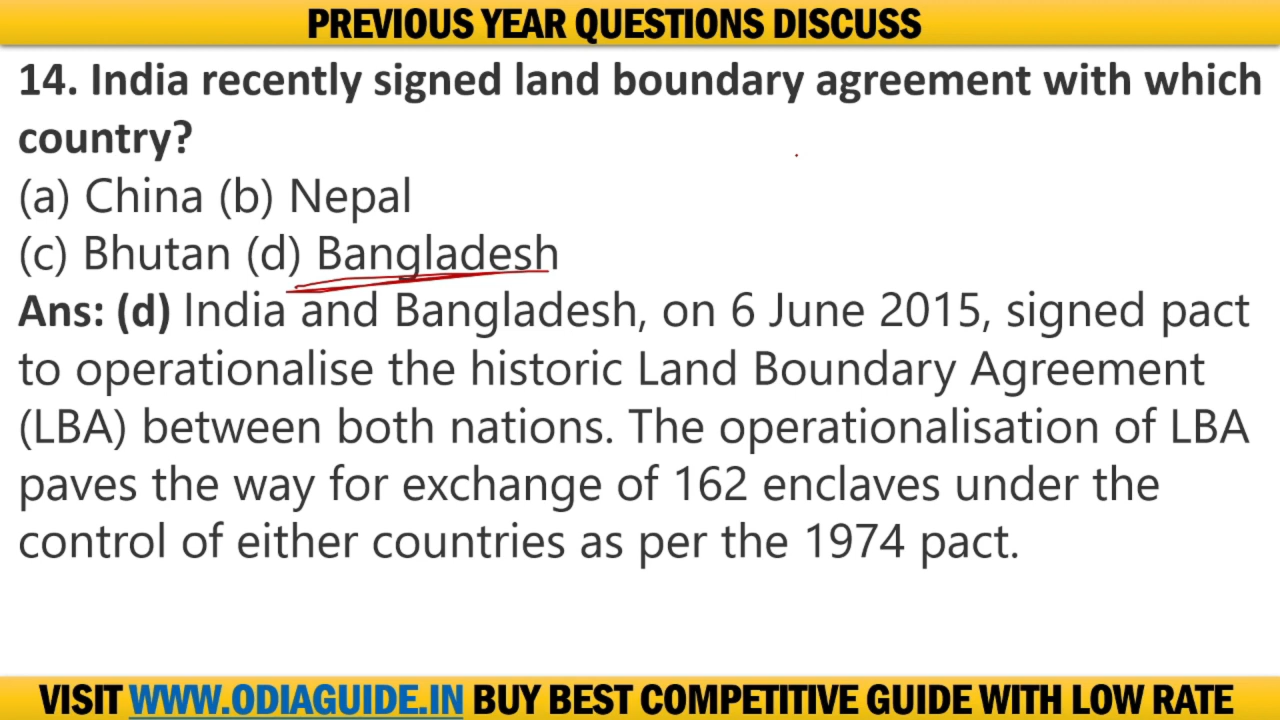 PREVIOUS YEAR QUESTIONS DISCUSS
14. India recently signed land boundary agreement with which
country?
(a) China (b) Nepal
(c) Bhutan (d) Bangladesh
Ans: (d) India and Bangladesh, on 6 June 2015, signed pact
to operationalise the historic Land Boundary Agreement
(LBA) between both nations. The operationalisation of LBA
paves the way for exchange of 162 enclaves under the
control of either countries as per the 1974 pact.
VISIT WWW.ODIAGUIDE.IN BUY BEST COMPETITIVE GUIDE WITH LOW RATE